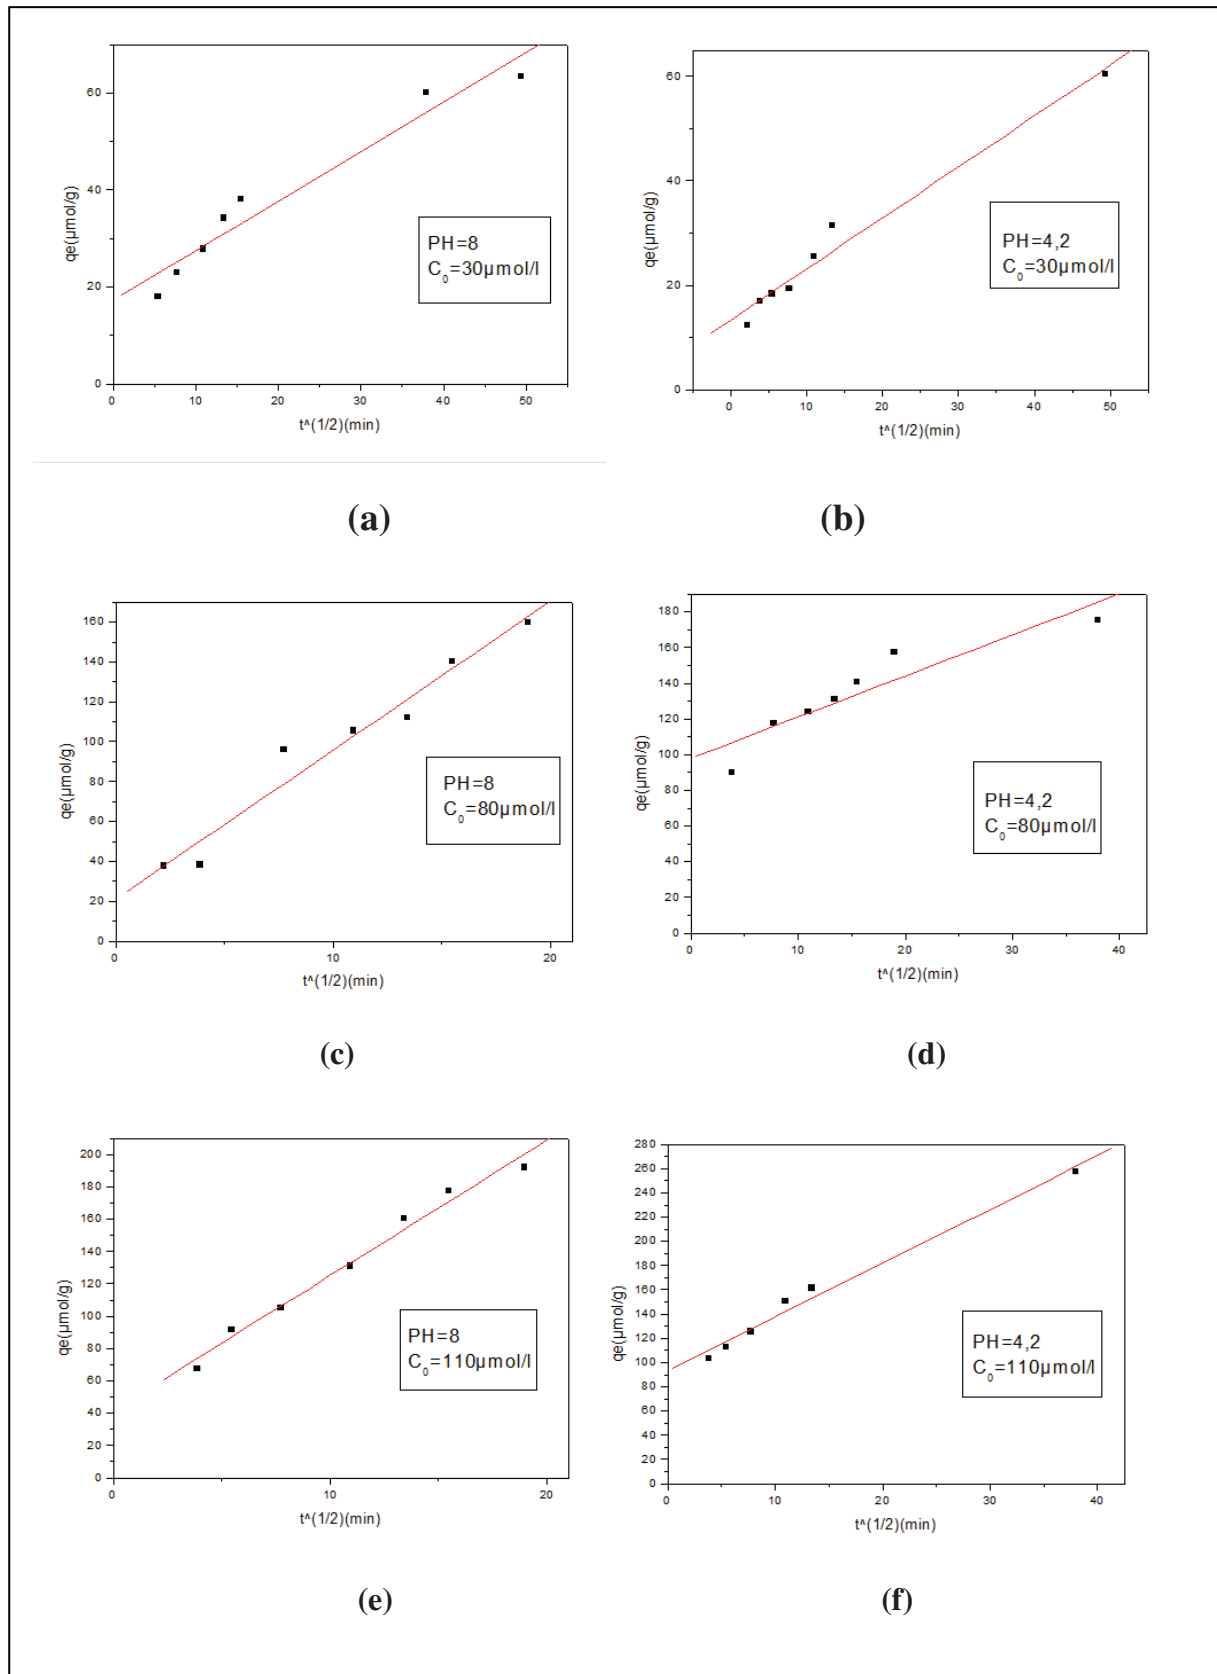 60
40
20
0
qe(µmol/g)
PH=8
C₀=30µmol/l
0 10 20 30 40 50
t^(1/2)(min)
(a)
60
40
20
0
qe(µmol/g)
PH=4,2
C₀=30µmol/l
0 10 20 30 40 50
t^(1/2)(min)
(b)
160
140
120
100
80
60
40
20
0
qe(µmol/g)
PH=8
C₀=80µmol/l
0 10 20
t^(1/2)(min)
(c)
180
160
140
120
100
80
60
40
20
0
qe(µmol/g)
PH=4,2
C₀=80µmol/l
0 10 20 30 40
t^(1/2)(min)
(d)
200
180
160
140
120
100
80
60
40
20
0
qe(µmol/g)
PH=8
C₀=110µmol/l
0 10 20
t^(1/2)(min)
(e)
280
260
240
220
200
180
160
140
120
100
80
60
40
20
0
qe(µmol/g)
PH=4,2
C₀=110µmol/l
0 10 20 30 40
t^(1/2)(min)
(f)